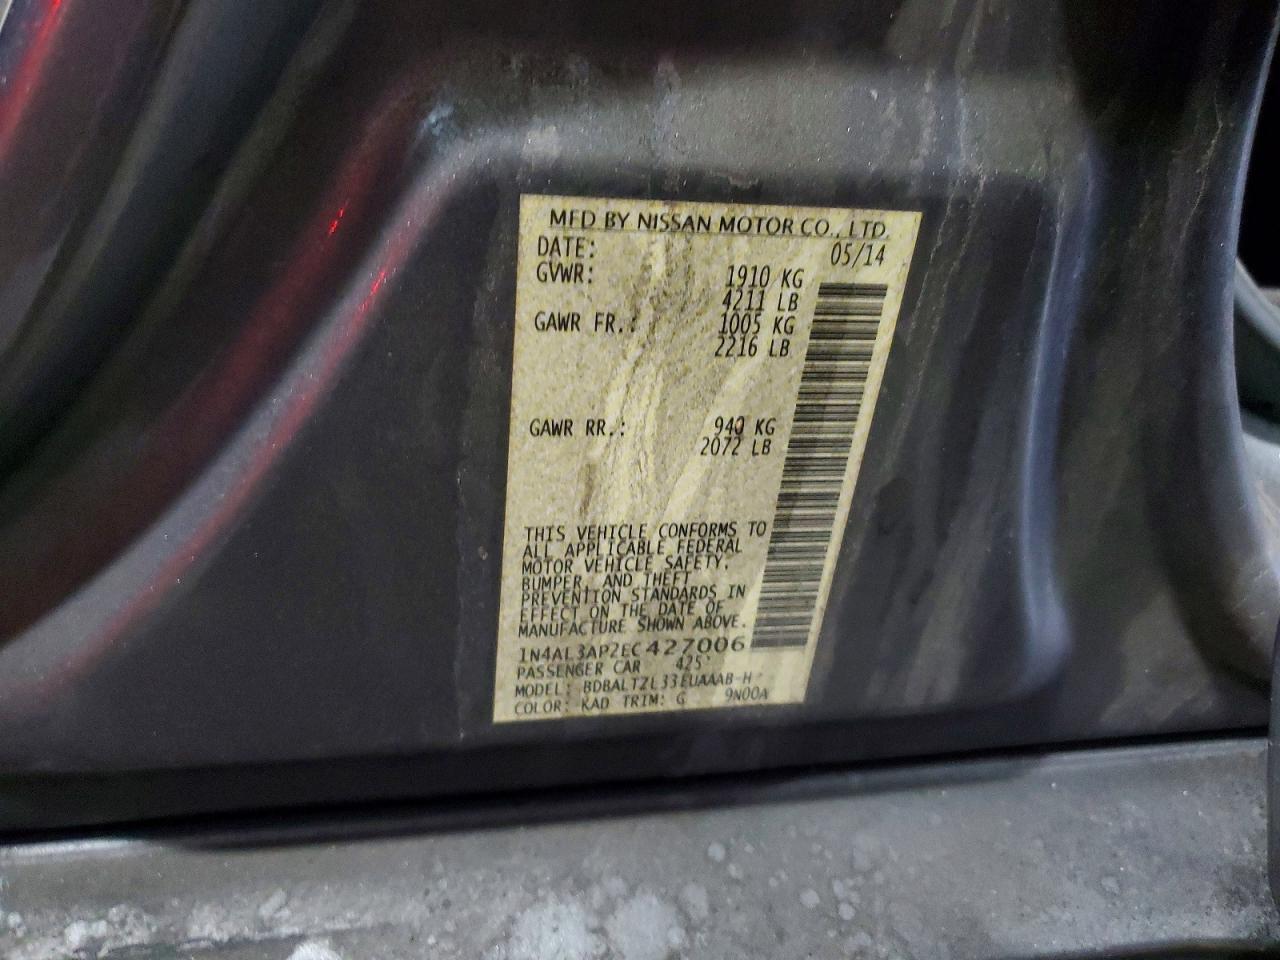 MFD BY NISSAN MOTOR CO., LTD.
DATE: 05/14
GVWR: 1910 KG
4211 LB
GAWR FR.: 1005 KG
2216 LB
GAWR RR.: 940 KG
2072 LB
THIS VEHICLE CONFORMS TO
ALL APPLICABLE FEDERAL
MOTOR VEHICLE SAFETY,
BUMPER, AND THEFT
PREVENTION STANDARDS IN
EFFECT ON THE DATE OF
MANUFACTURE SHOWN ABOVE.
1N4AL3AP2EC427006
PASSENGER CAR 425
MODEL: BDBALTZL33EUAAAB-H
COLOR: KAD TRIM: G 9N00A